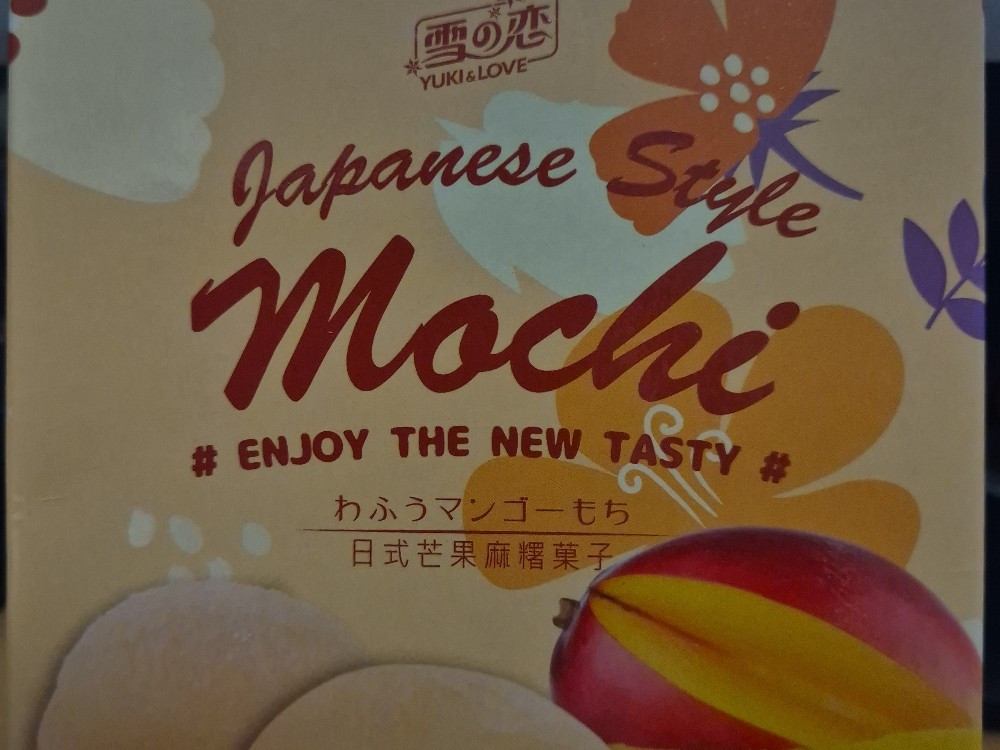 雪の恋
YUKI & LOVE
Japanese Style
Mochi
# ENJOY THE NEW TASTY #
わふうマンゴーもち
日式芒果麻糬菓子